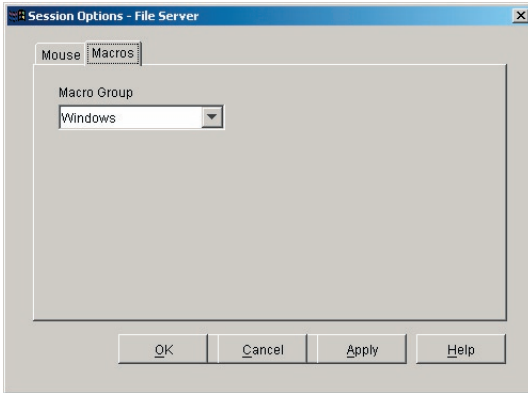 Session Options - File Server
Mouse Macros
Macro Group
Windows
OK Cancel Apply Help